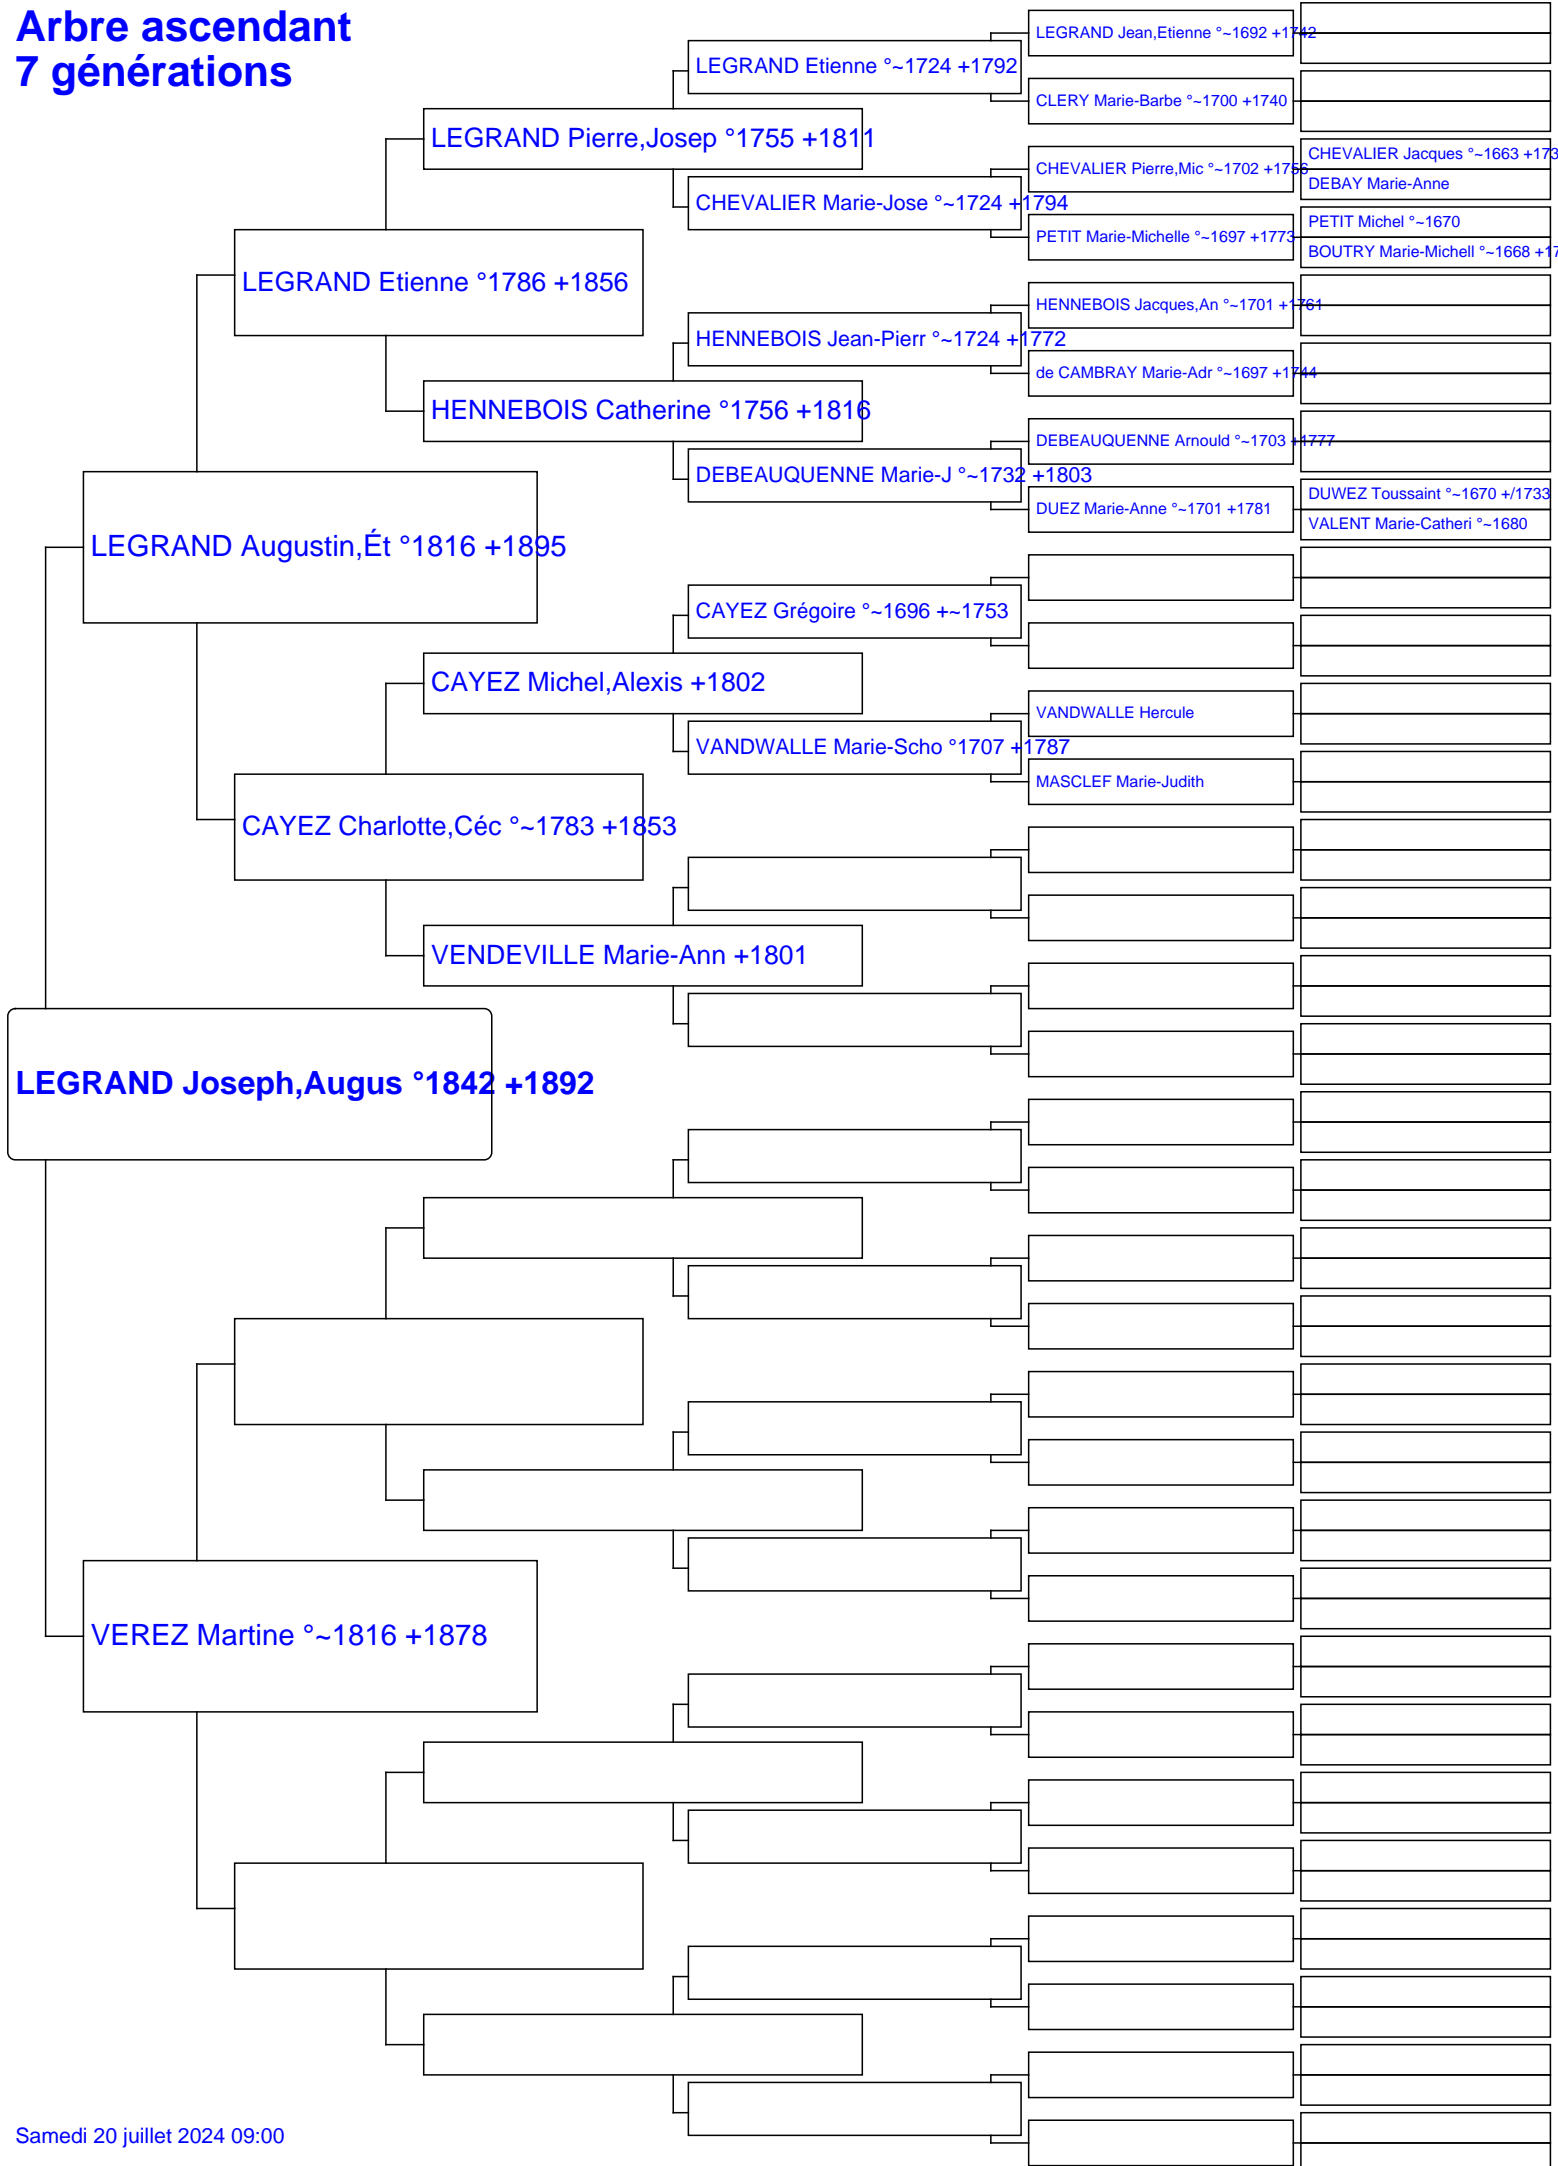 Arbre ascendant
7 générations
LEGRAND Jean,Etienne °~1692 +1742
LEGRAND Etienne °~1724 +1792
CLERY Marie-Barbe °~1700 +1740
LEGRAND Pierre,Josep °1755 +1811
CHEVALIER Pierre,Mic °~1702 +1756
CHEVALIER Jacques °~1663 +173
DEBAY Marie-Anne
CHEVALIER Marie-Jose °~1724 +1794
PETIT Marie-Michelle °~1697 +1773
PETIT Michel °~1670
BOUTRY Marie-Michell °~1668 +17
LEGRAND Etienne °1786 +1856
HENNEBOIS Jacques,An °~1701 +1761
HENNEBOIS Jean-Pierr °~1724 +1772
de CAMBRAY Marie-Adr °~1697 +1744
HENNEBOIS Catherine °1756 +1816
DEBEAUQUENNE Arnould °~1703 +1777
DEBEAUQUENNE Marie-J °~1732 +1803
DUEZ Marie-Anne °~1701 +1781
DUWEZ Toussaint °~1670 +/1733
VALENT Marie-Catheri °~1680
LEGRAND Augustin,Ét °1816 +1895
CAYEZ Grégoire °~1696 +~1753
CAYEZ Michel,Alexis +1802
VANDWALLE Hercule
VANDWALLE Marie-Scho °1707 +1787
MASCLEF Marie-Judith
CAYEZ Charlotte,Céc °~1783 +1853
VENDEVILLE Marie-Ann +1801
LEGRAND Joseph,Augus °1842 +1892
VEREZ Martine °~1816 +1878
Samedi 20 juillet 2024 09:00